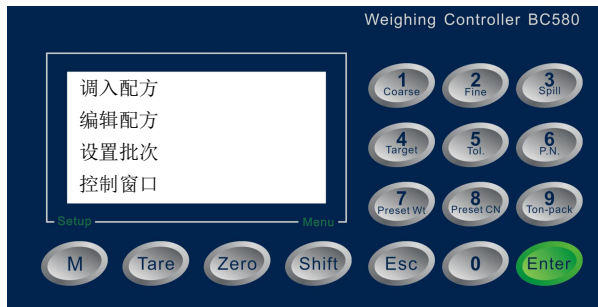 Weighing Controller BC580
调入配方
编辑配方
设置批次
控制窗口
Setup
Menu
1
Coarse
2
Fine
3
Spill
4
Target
5
Tol.
6
P.N.
7
Preset Wt
8
Preset CN
9
Ton-pack
M
Tare
Zero
Shift
Esc
0
Enter